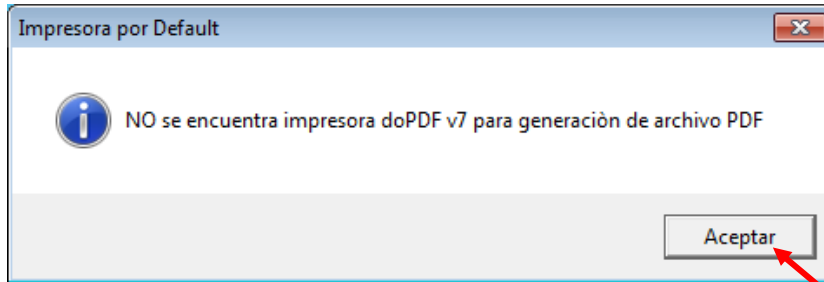 Impresora por Default
NO se encuentra impresora doPDF v7 para generaciòn de archivo PDF
Aceptar